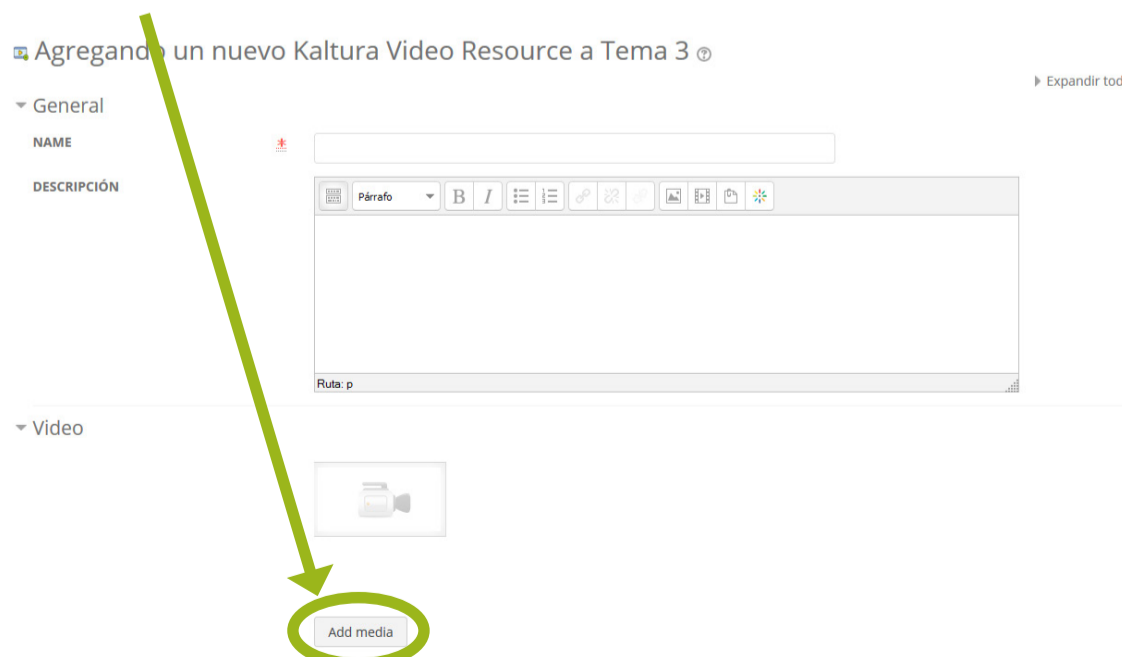 Agregando un nuevo Kaltura Video Resource a Tema 3
Expandir tod
General
NAME
DESCRIPCIÓN
Párrafo B I
Ruta: p
Video
Add media